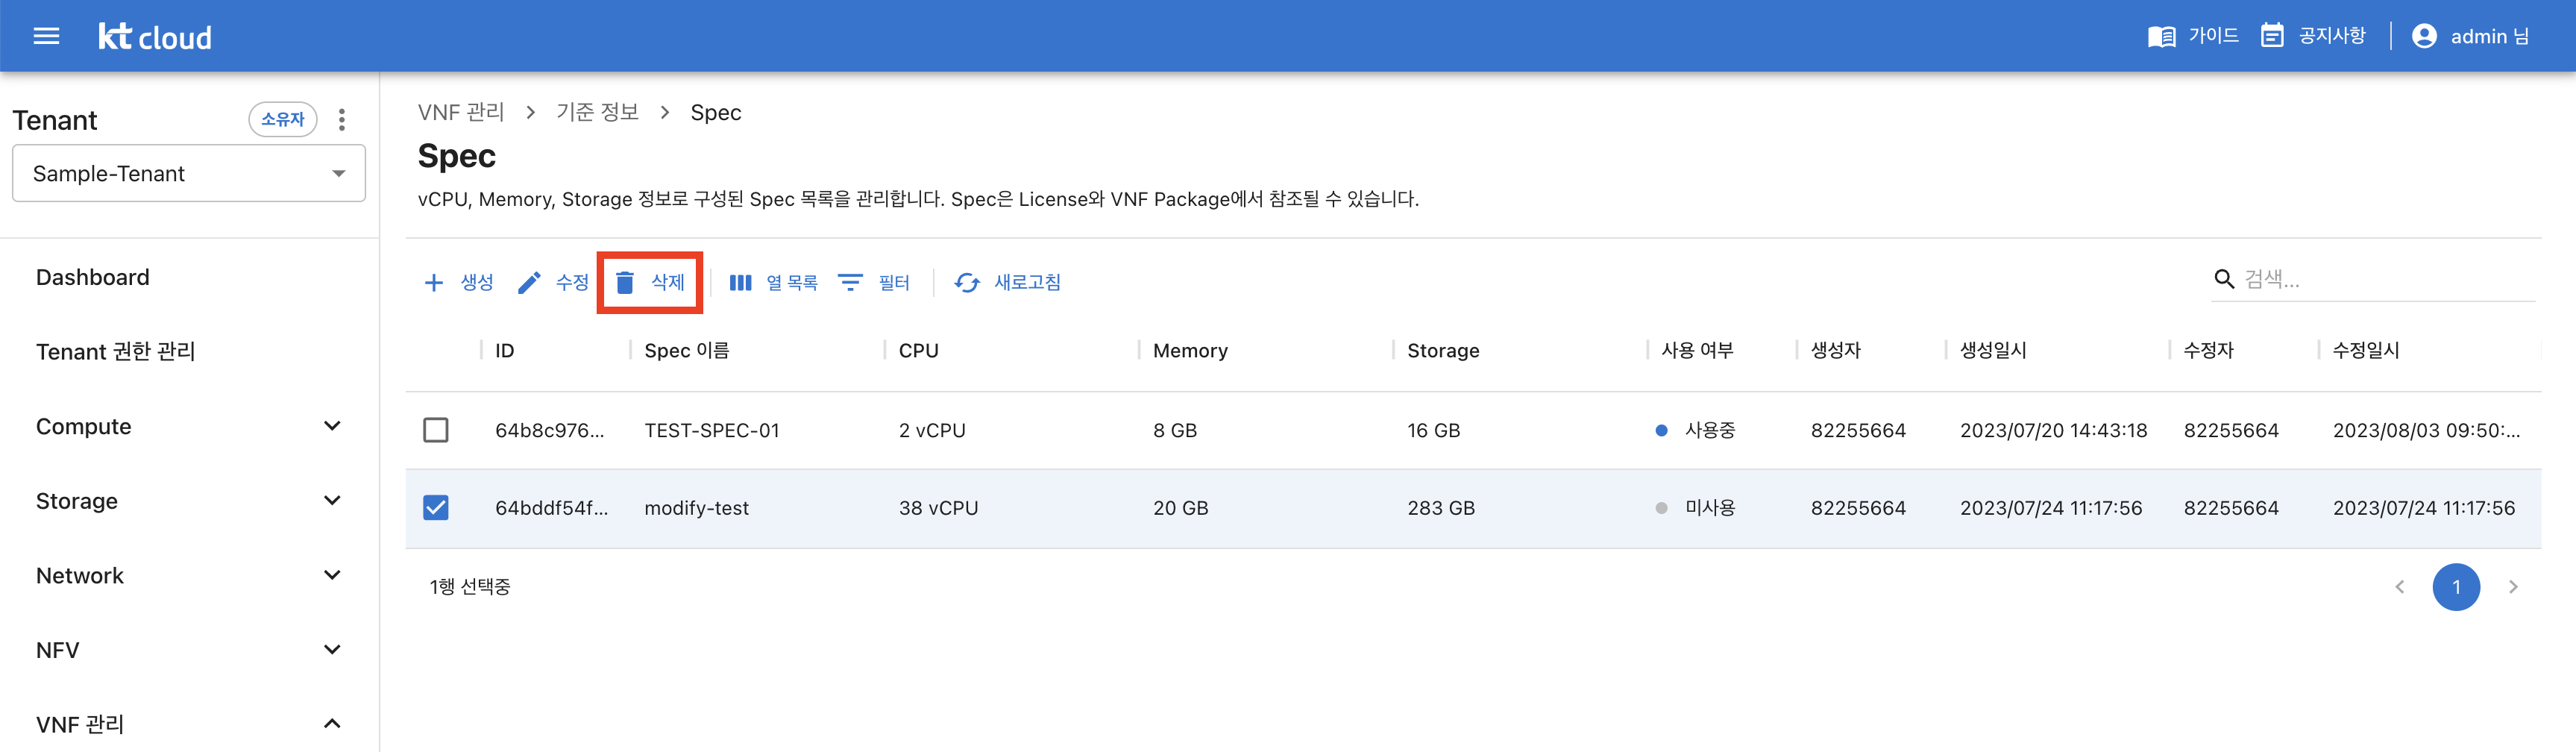 kt cloud
가이드 공지사항 admin 님
Tenant 소유자
Sample-Tenant
Dashboard
Tenant 권한 관리
Compute
Storage
Network
NFV
VNF 관리
VNF 관리 > 기준 정보 > Spec
Spec
vCPU, Memory, Storage 정보로 구성된 Spec 목록을 관리합니다. Spec은 License와 VNF Package에서 참조될 수 있습니다.
생성 수정 삭제 열 목록 필터 새로고침 검색...
ID Spec 이름 CPU Memory Storage 사용 여부 생성자 생성일시 수정자 수정일시
64b8c976... TEST-SPEC-01 2 vCPU 8 GB 16 GB 사용중 82255664 2023/07/20 14:43:18 82255664 2023/08/03 09:50:...
64bddf54f... modify-test 38 vCPU 20 GB 283 GB 미사용 82255664 2023/07/24 11:17:56 82255664 2023/07/24 11:17:56
1행 선택중 1